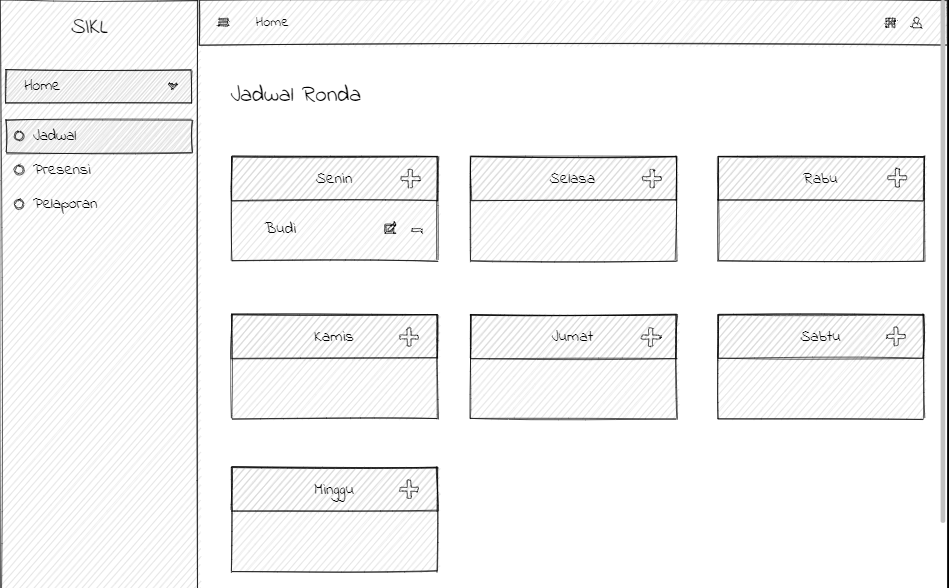 SIKL
Home
Home
Jadwal
Presensi
Pelaporan
Jadwal Ronda
Senin
Selasa
Rabu
Budi
Kamis
Jumat
Sabtu
Minggu